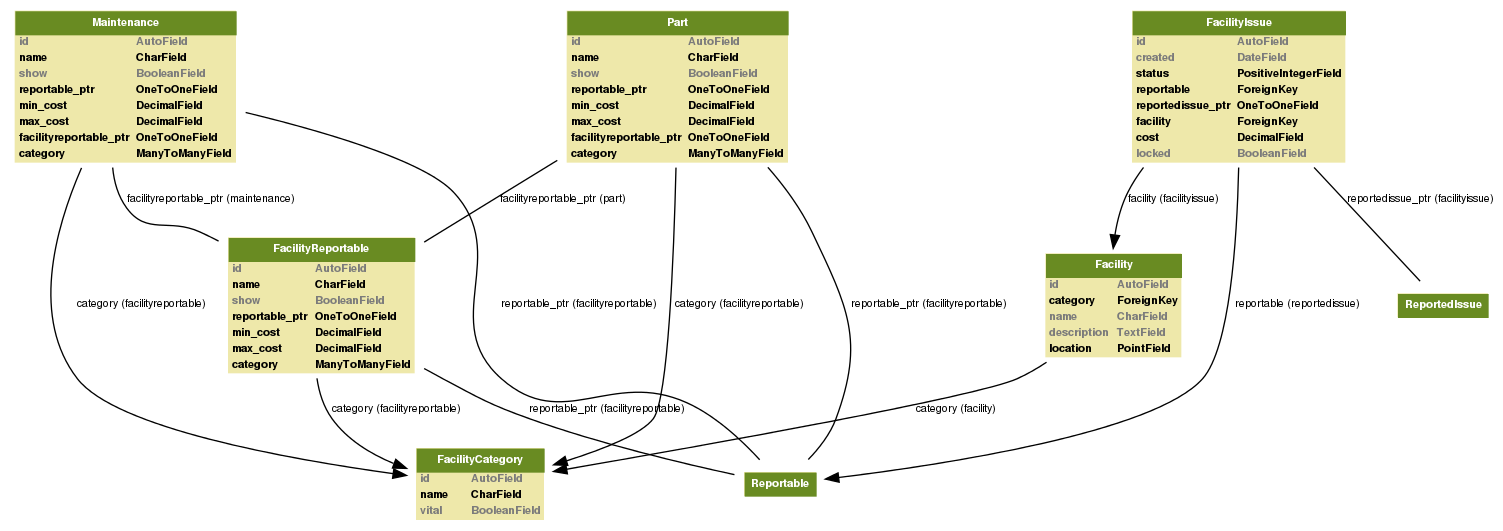 Maintenance
id AutoField
name CharField
show BooleanField
reportable_ptr OneToOneField
min_cost DecimalField
max_cost DecimalField
facilityreportable_ptr OneToOneField
category ManyToManyField
Part
id AutoField
name CharField
show BooleanField
reportable_ptr OneToOneField
min_cost DecimalField
max_cost DecimalField
facilityreportable_ptr OneToOneField
category ManyToManyField
FacilityIssue
id AutoField
created DateField
status PositiveIntegerField
reportable ForeignKey
reportedissue_ptr OneToOneField
facility ForeignKey
cost DecimalField
locked BooleanField
facilityreportable_ptr (maintenance)
facilityreportable_ptr (part)
facility (facilityissue)
reportedissue_ptr (facilityissue)
FacilityReportable
id AutoField
name CharField
show BooleanField
reportable_ptr OneToOneField
min_cost DecimalField
max_cost DecimalField
category ManyToManyField
Facility
id AutoField
category ForeignKey
name CharField
description TextField
location PointField
category (facilityreportable)
reportable_ptr (facilityreportable)
category (facilityreportable)
reportable_ptr (facilityreportable)
reportable (reportedissue)
ReportedIssue
category (facilityreportable)
reportable_ptr (facilityreportable)
category (facility)
FacilityCategory
id AutoField
name CharField
vital BooleanField
Reportable